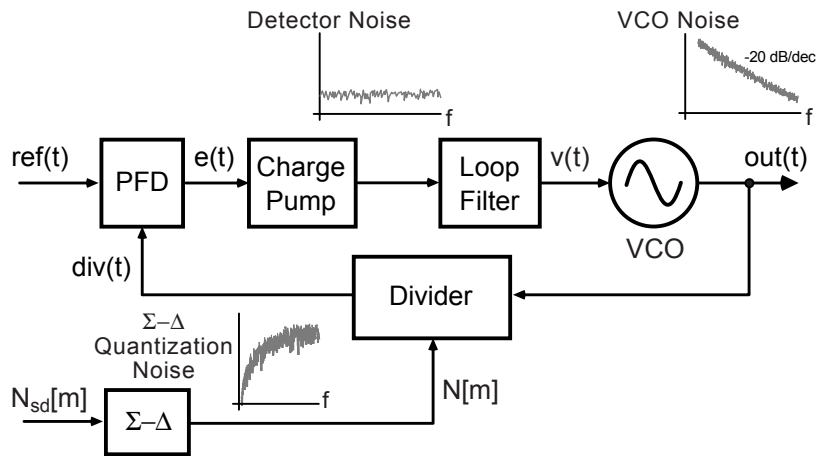 Detector Noise
f
VCO Noise
-20 dB/dec
f
ref(t)
PFD
e(t)
Charge
Pump
Loop
Filter
v(t)
out(t)
VCO
div(t)
Divider
Σ−Δ
Quantization
Noise
f
N[m]
Nsd[m]
Σ−Δ